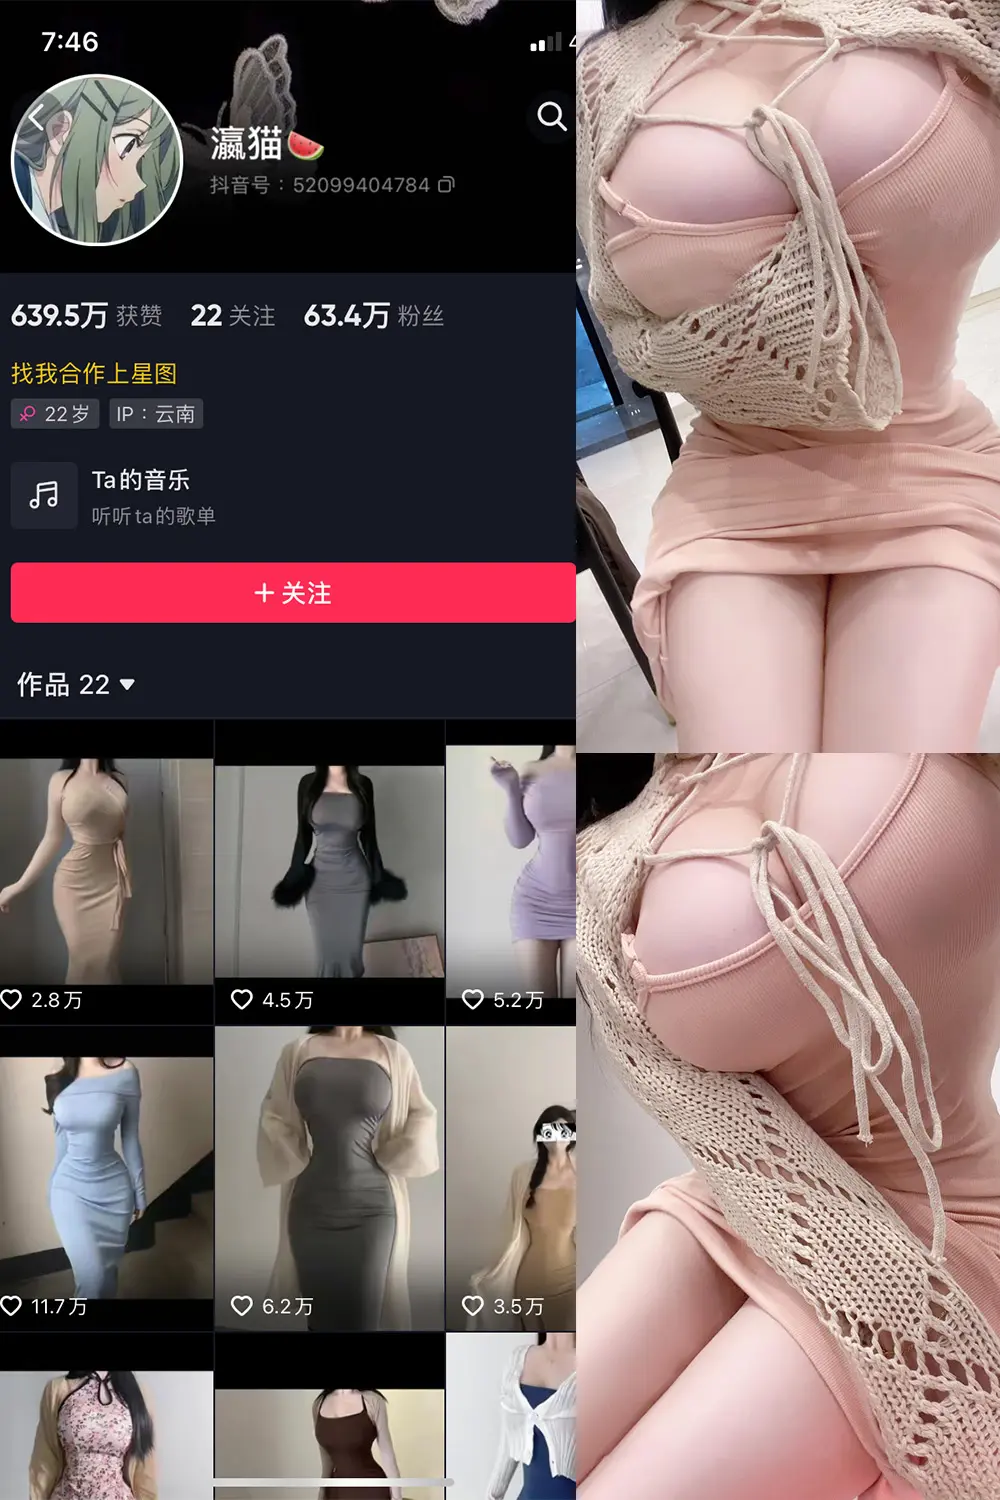 7:46
瀛猫🍉
抖音号：52099404784
639.5万 获赞 22 关注 63.4万 粉丝
找我合作上星图
22岁 IP：云南
Ta的音乐
听听ta的歌单
+ 关注
作品 22
2.8万 4.5万 5.2万
11.7万 6.2万 3.5万